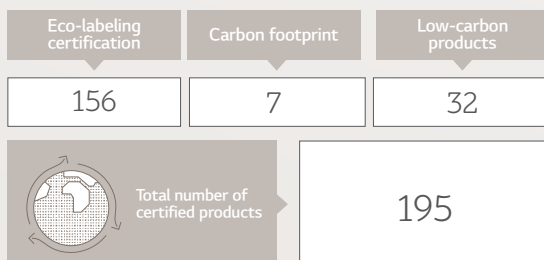 Eco-labeling
certification
Carbon footprint
Low-carbon
products
156
7
32
Total number of
certified products
195